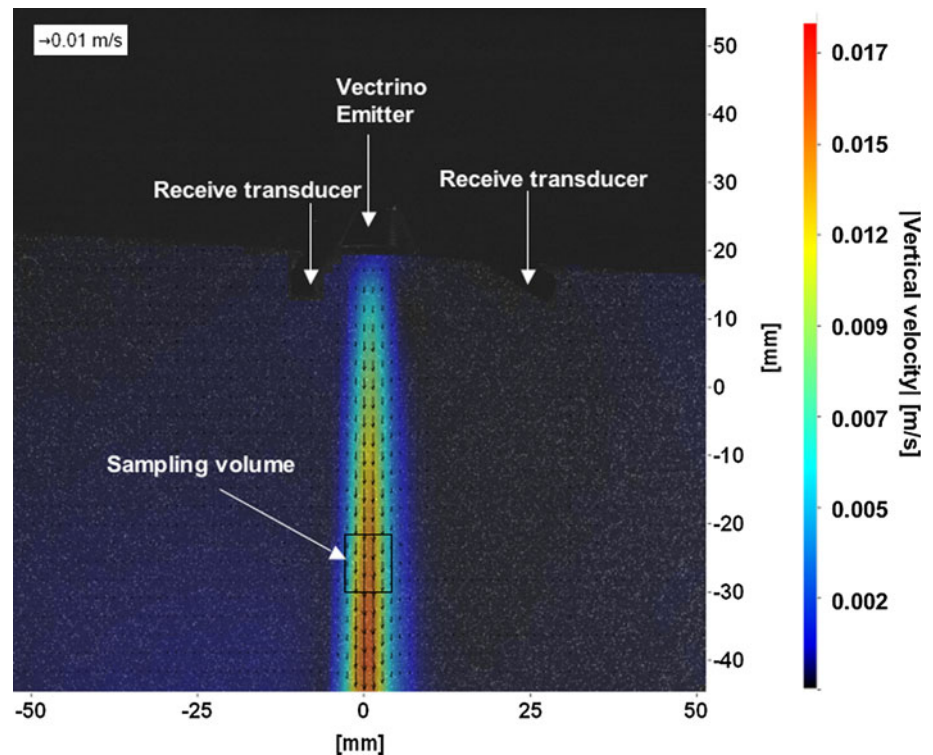 →0.01 m/s
Vectrino
Emitter
Receive transducer
Receive transducer
Sampling volume
50
40
30
20
10
0
-10
-20
-30
-40
[mm]
-50
-25
0
25
50
[mm]
0.017
0.015
0.012
0.009
0.007
0.005
0.002
|Vertical velocity| [m/s]